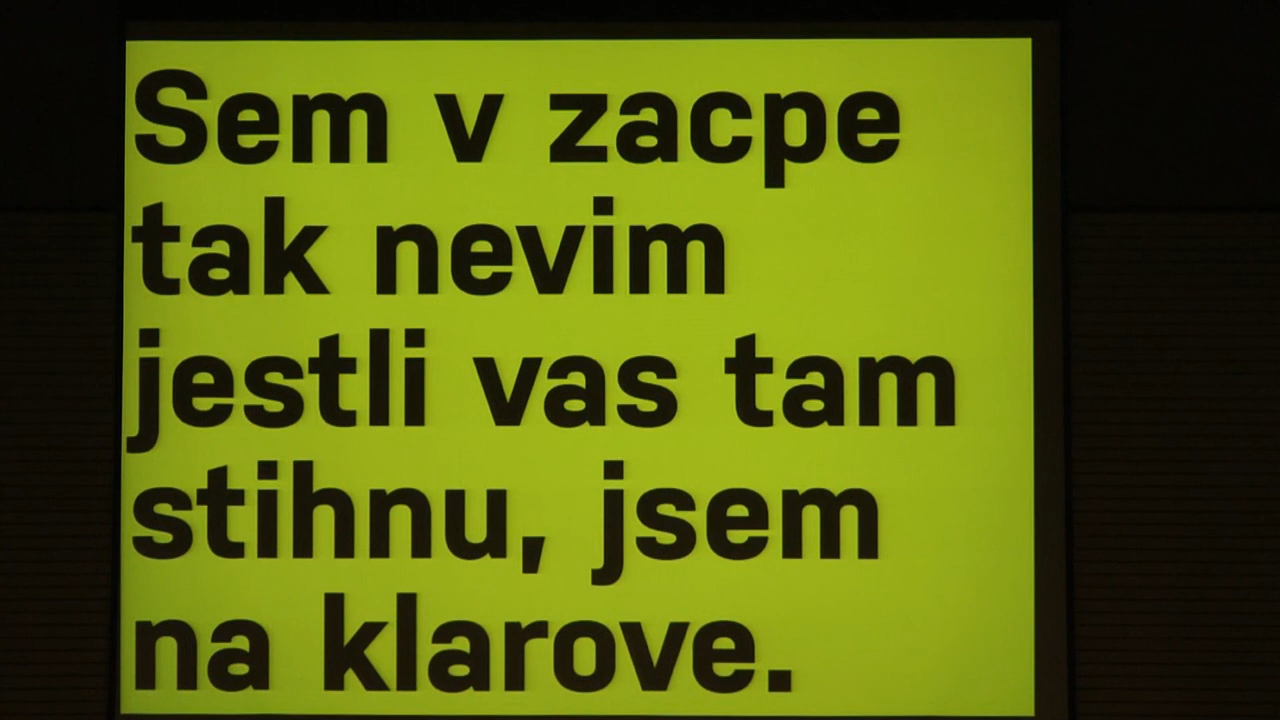 Sem v zacpe
tak nevim
jestli vas tam
stihnu, jsem
na klarove.